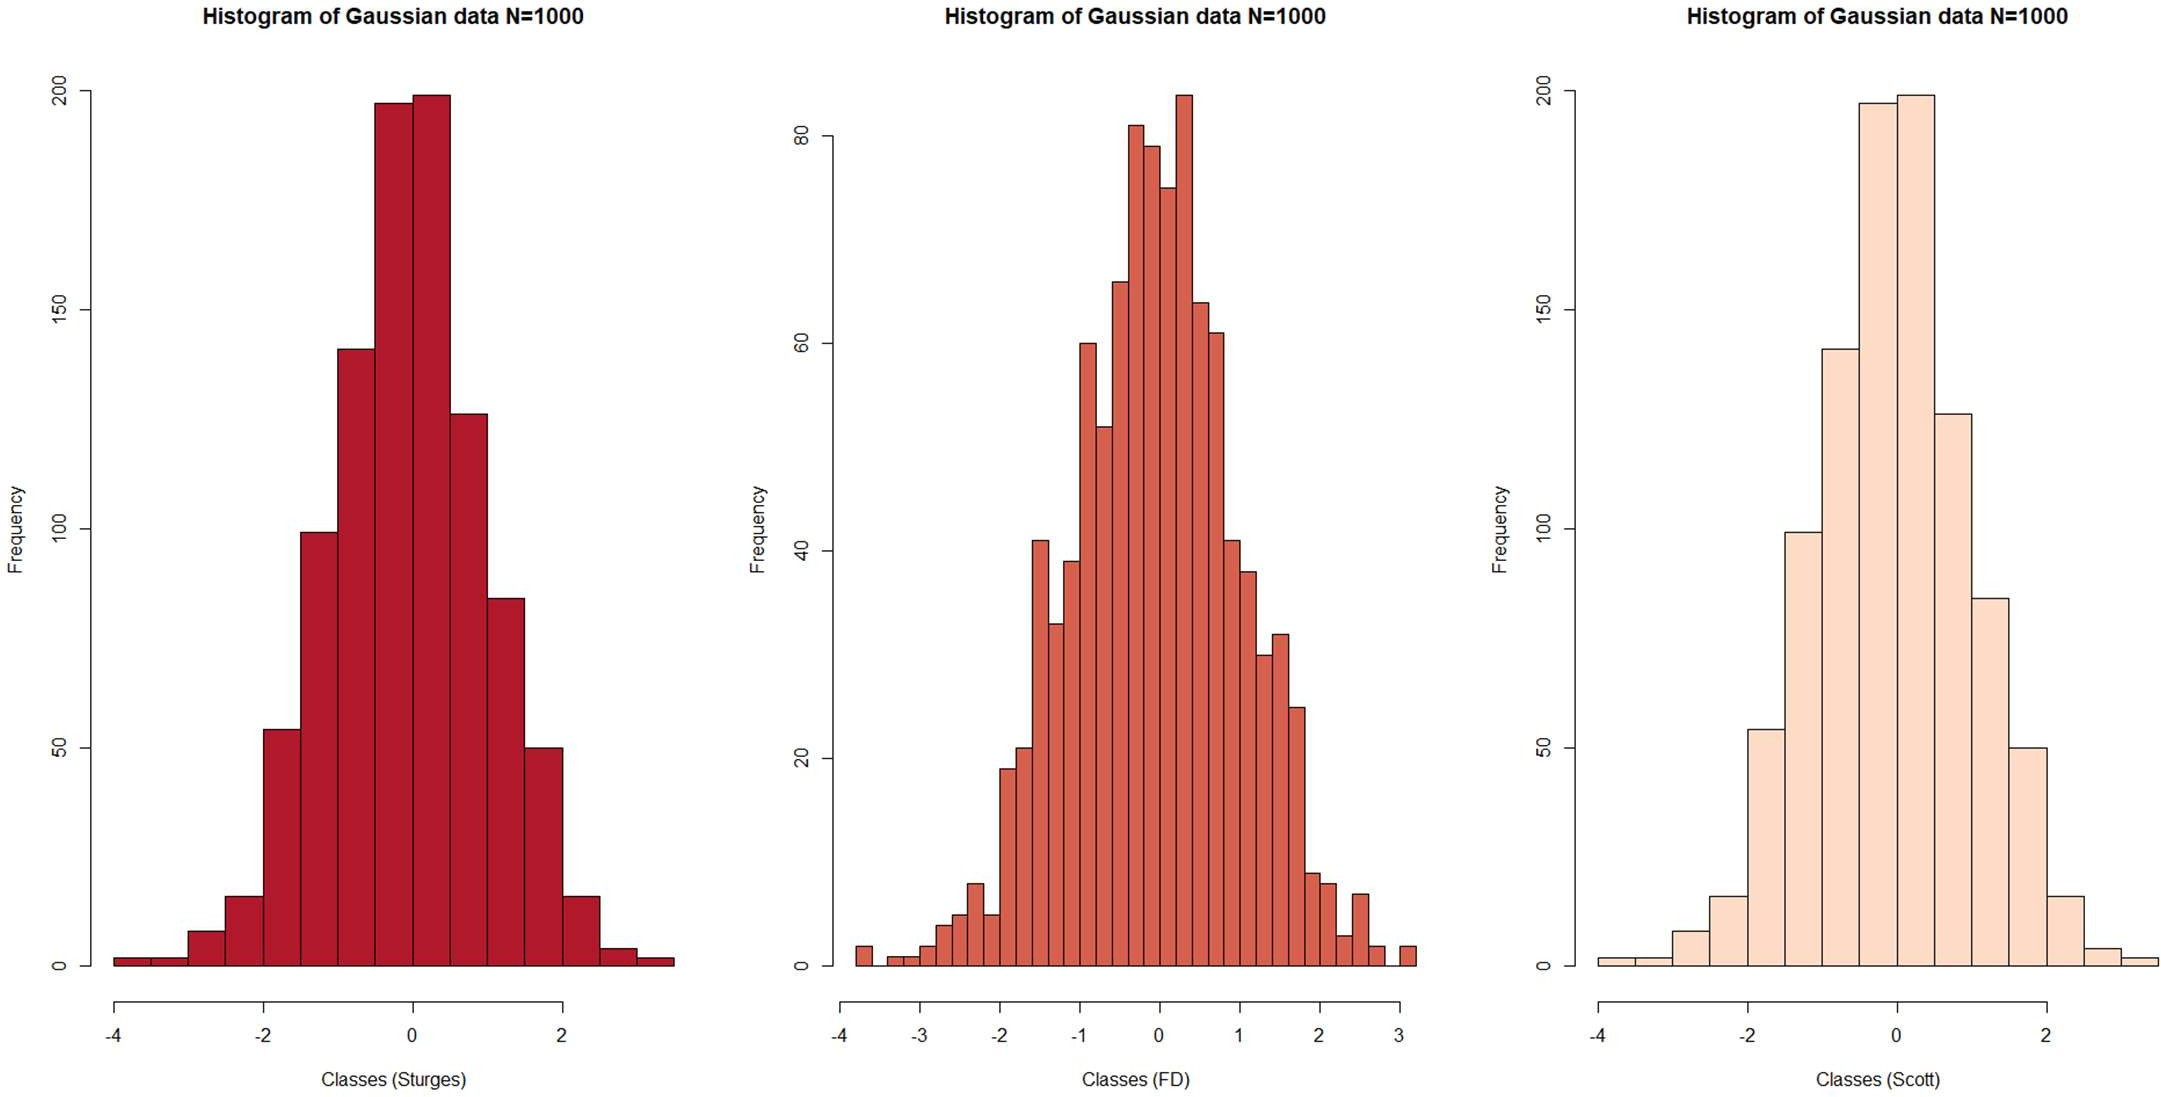 Histogram of Gaussian data N=1000
Frequency
200
150
100
50
0
-4 -2 0 2
Classes (Sturges)
Histogram of Gaussian data N=1000
Frequency
80
60
40
20
0
-4 -3 -2 -1 0 1 2 3
Classes (FD)
Histogram of Gaussian data N=1000
Frequency
200
150
100
50
0
-4 -2 0 2
Classes (Scott)